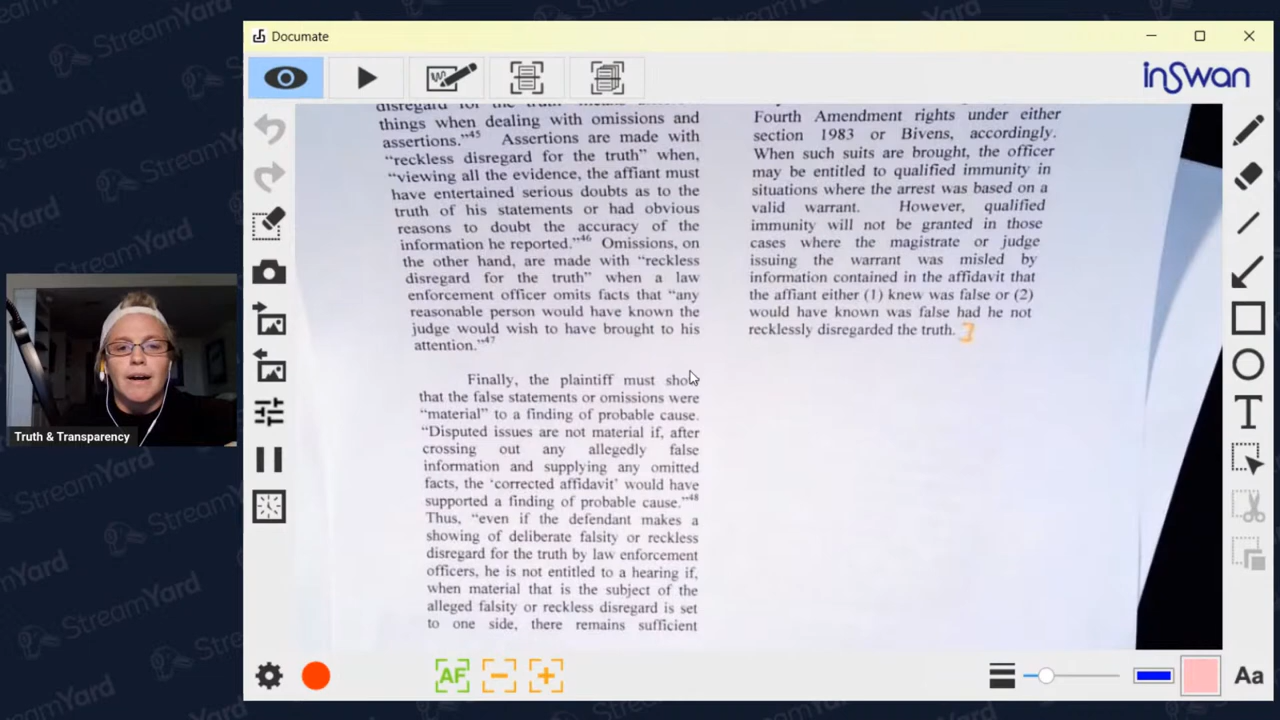 Documate
inSwan
things when dealing with omissions and
assertions.”45 Assertions are made with
“reckless disregard for the truth” when,
“viewing all the evidence, the affiant must
have entertained serious doubts as to the
truth of his statements or had obvious
reasons to doubt the accuracy of the
information he reported.”46 Omissions, on
the other hand, are made with “reckless
disregard for the truth” when a law
enforcement officer omits facts that “any
reasonable person would have known the
judge would wish to have brought to his
attention.”47
Finally, the plaintiff must show
that the false statements or omissions were
“material” to a finding of probable cause.
“Disputed issues are not material if, after
crossing out any allegedly false
information and supplying any omitted
facts, the ‘corrected affidavit’ would have
supported a finding of probable cause.”48
Thus, “even if the defendant makes a
showing of deliberate falsity or reckless
disregard for the truth by law enforcement
officers, he is not entitled to a hearing if,
when material that is the subject of the
alleged falsity or reckless disregard is set
to one side, there remains sufficient
Fourth Amendment rights under either
section 1983 or Bivens, accordingly.
When such suits are brought, the officer
may be entitled to qualified immunity in
situations where the arrest was based on a
valid warrant. However, qualified
immunity will not be granted in those
cases where the magistrate or judge
issuing the warrant was misled by
information contained in the affidavit that
the affiant either (1) knew was false or (2)
would have known was false had he not
recklessly disregarded the truth.
Truth & Transparency
AF
T
Aa
StreamYard